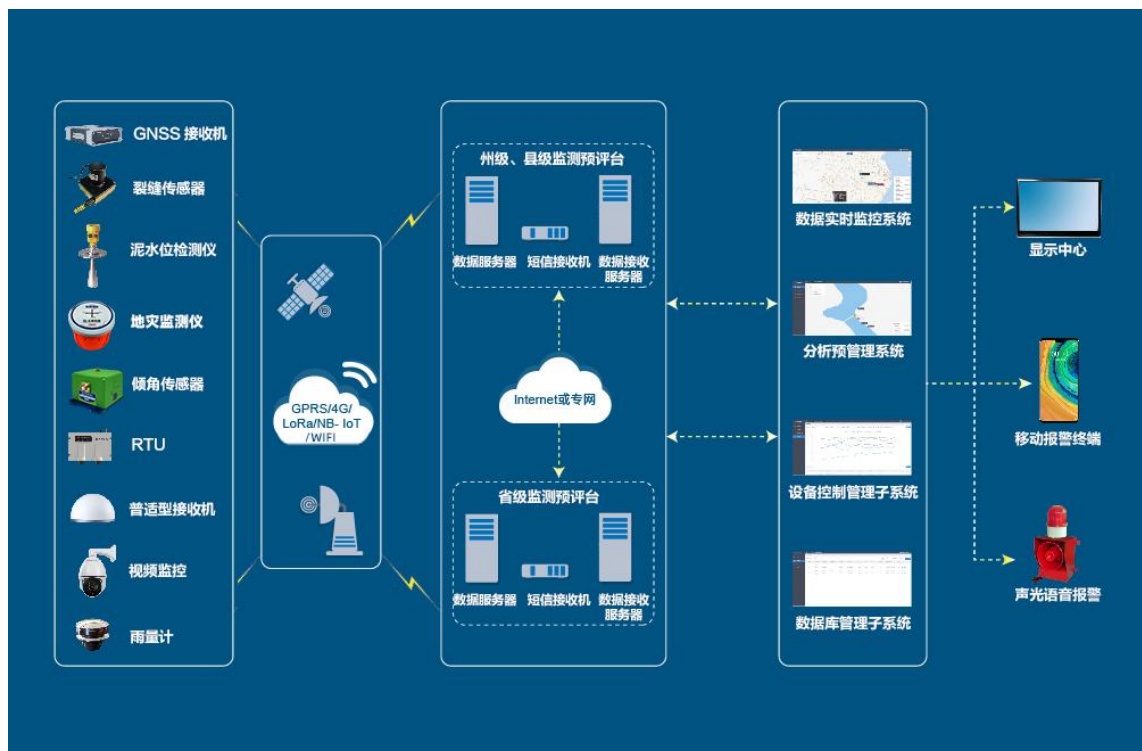 GNSS 接收机
裂缝传感器
泥水位检测仪
地灾监测仪
倾角传感器
RTU
普适型接收机
视频监控
雨量计
GPRS/4G/
LoRa/NB- IoT
/WIFI
州级、县级监测预评台
数据服务器
短信接收机
数据接收
服务器
Internet或专网
省级监测预评台
数据服务器
短信接收机
数据接收
服务器
数据实时监控系统
分析预管理系统
设备控制管理子系统
数据库管理子系统
显示中心
移动报警终端
声光语音报警